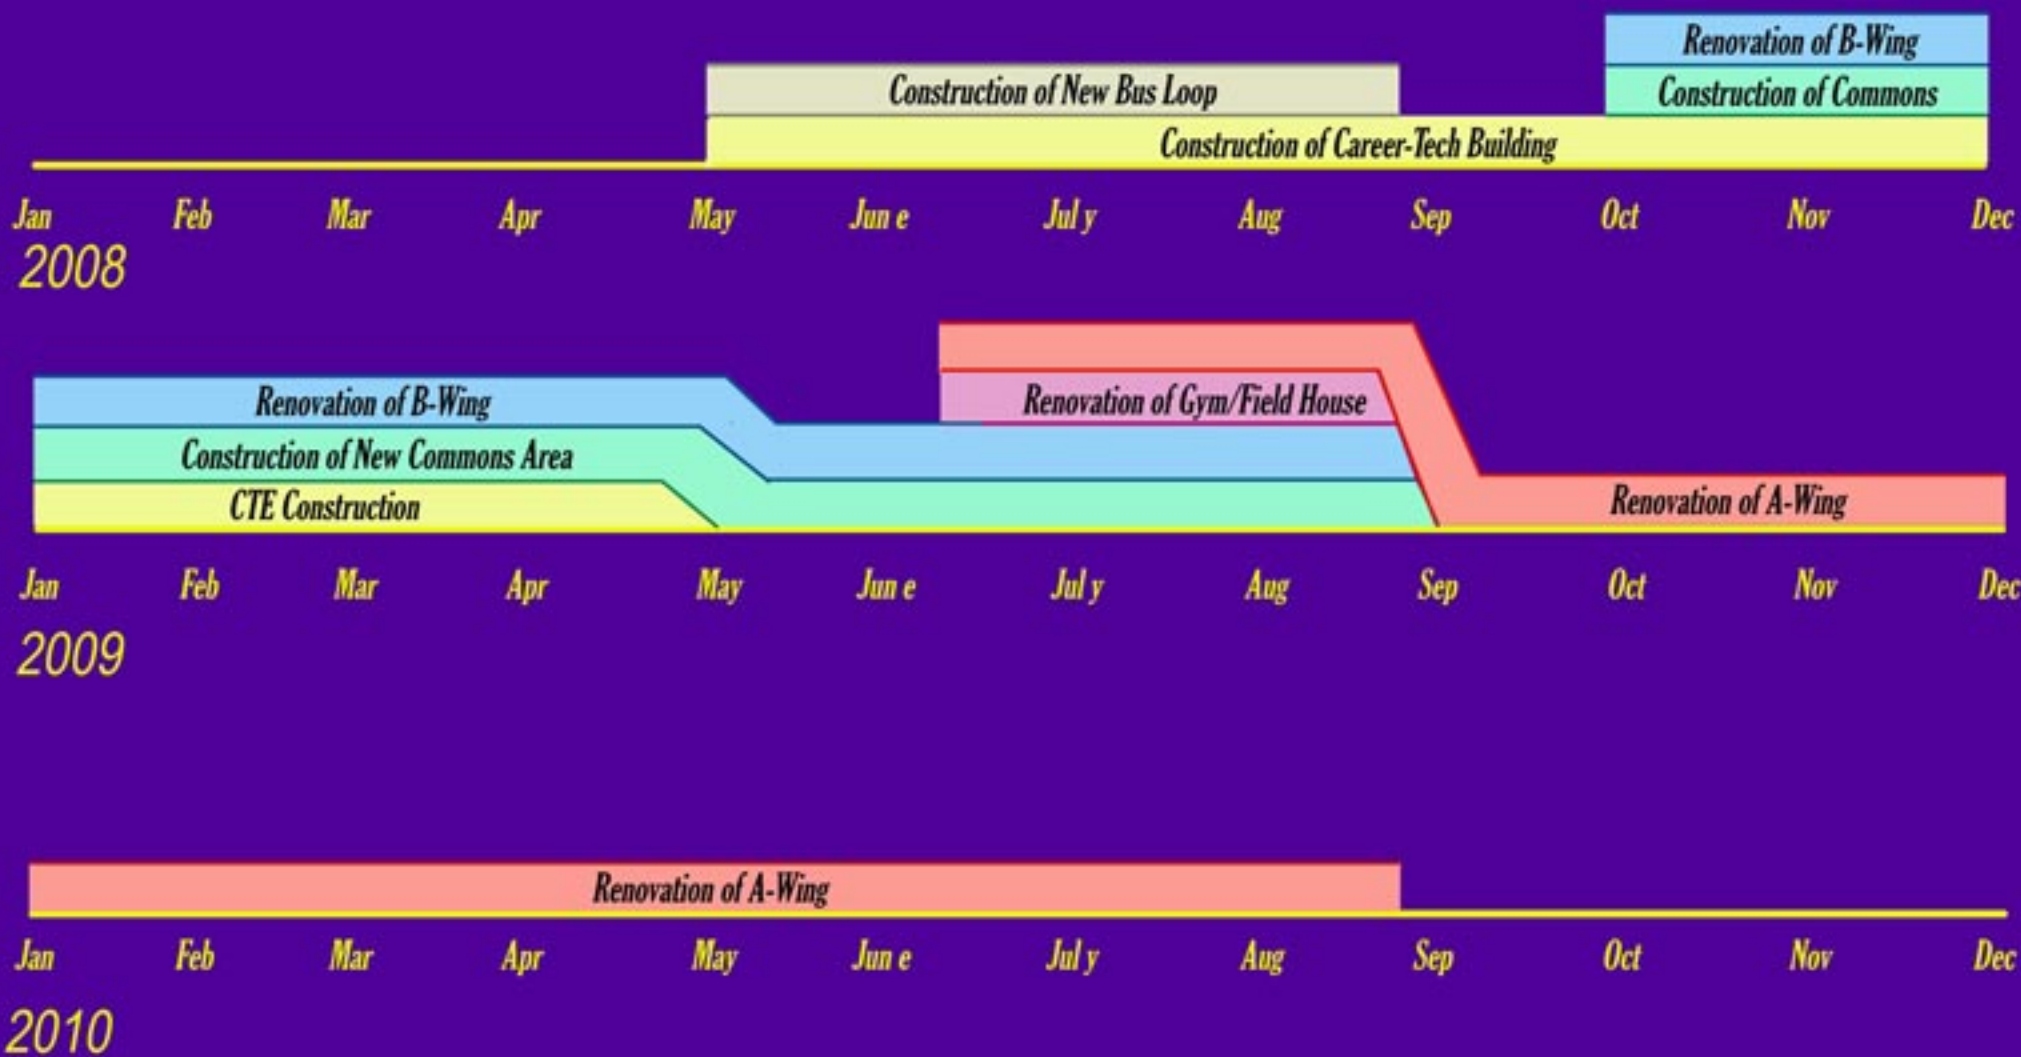 Renovation of B-Wing
Construction of New Bus Loop
Construction of Commons
Construction of Career-Tech Building
Jan Feb Mar Apr May Jun e Jul y Aug Sep Oct Nov Dec
2008
Renovation of B-Wing
Renovation of Gym/Field House
Construction of New Commons Area
CTE Construction
Renovation of A-Wing
Jan Feb Mar Apr May Jun e Jul y Aug Sep Oct Nov Dec
2009
Renovation of A-Wing
Jan Feb Mar Apr May Jun e Jul y Aug Sep Oct Nov Dec
2010